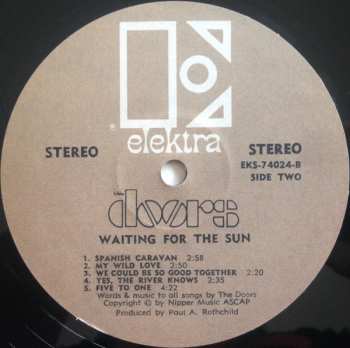 elektra
STEREO
STEREO
EKS-74024-B
SIDE TWO
the
doors
WAITING FOR THE SUN
1. SPANISH CARAVAN 2:58
2. MY WILD LOVE 2:50
3. WE COULD BE SO GOOD TOGETHER 2:20
4. YES, THE RIVER KNOWS 2:35
5. FIVE TO ONE 4:22
Words & music to all songs by The Doors
Copyright © by Nipper Music ASCAP
Produced by Paul A. Rothchild